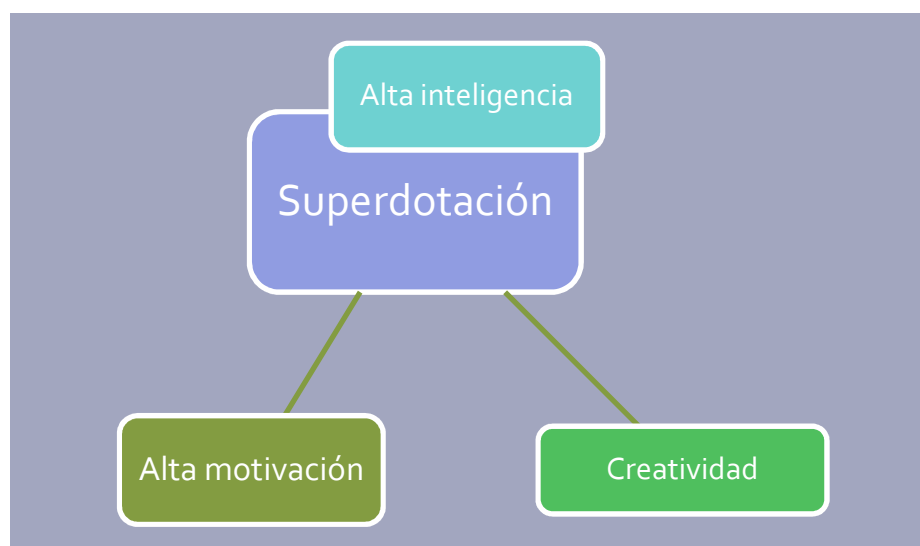 Alta inteligencia
Superdotación
Alta motivación
Creatividad